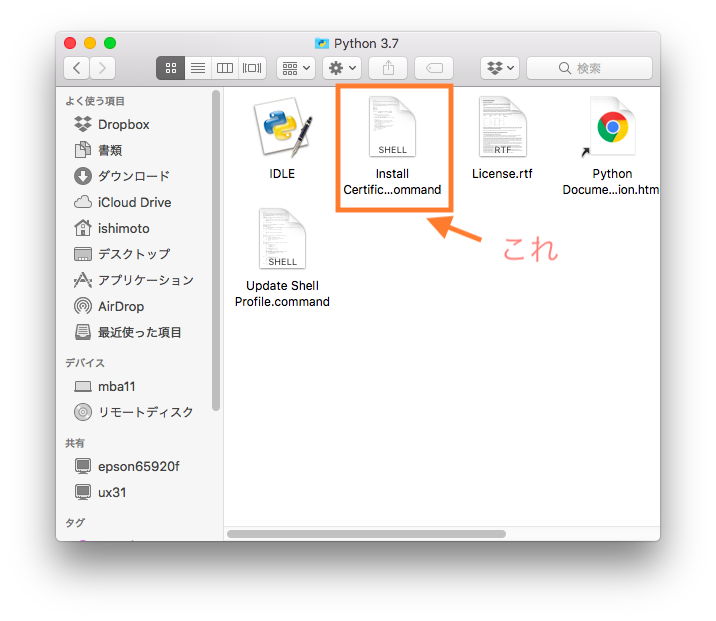 Python 3.7
検索
よく使う項目
Dropbox
書類
ダウンロード
iCloud Drive
ishimoto
デスクトップ
アプリケーション
AirDrop
最近使った項目
デバイス
mba11
リモートディスク
共有
epson65920f
ux31
タグ
IDLE
SHELL
Install
Certific...ommand
RTF
License.rtf
Python
Docume...ion.htm
SHELL
Update Shell
Profile.command
これ